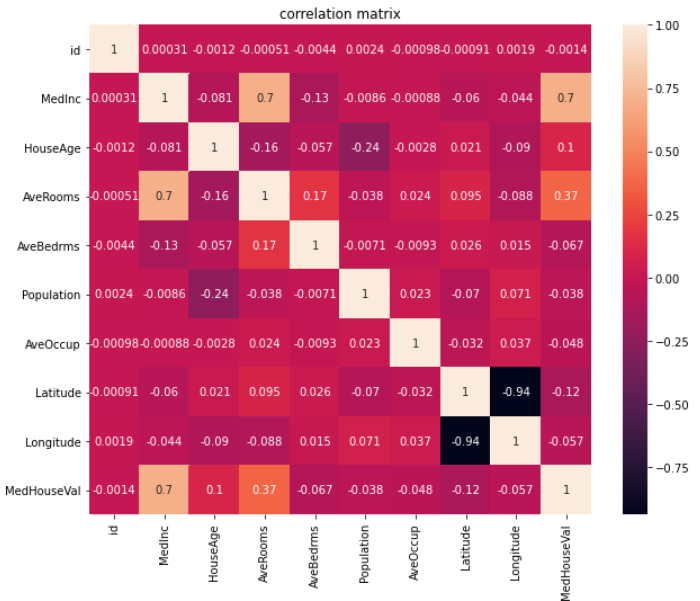 correlation matrix
id 1 0.00031 -0.0012 -0.00051 -0.0044 0.0024 -0.00098 -0.00091 0.0019 -0.0014
1.00
MedInc 0.00031 1 -0.081 0.7 -0.13 -0.0086 -0.00088 -0.06 -0.044 0.7
0.75
HouseAge -0.0012 -0.081 1 -0.16 -0.057 -0.24 -0.0028 0.021 -0.09 0.1
0.50
AveRooms -0.00051 0.7 -0.16 1 0.17 -0.038 0.024 0.095 -0.088 0.37
0.25
AveBedrms -0.0044 -0.13 -0.057 0.17 1 -0.0071 -0.0093 0.026 0.015 -0.067
0.00
Population 0.0024 -0.0086 -0.24 -0.038 -0.0071 1 0.023 -0.07 0.071 -0.038
−0.25
AveOccup -0.00098 -0.00088 -0.0028 0.024 -0.0093 0.023 1 -0.032 0.037 -0.048
Latitude -0.00091 -0.06 0.021 0.095 0.026 -0.07 -0.032 1 -0.94 -0.12
−0.50
Longitude 0.0019 -0.044 -0.09 -0.088 0.015 0.071 0.037 -0.94 1 -0.057
−0.75
MedHouseVal -0.0014 0.7 0.1 0.37 -0.067 -0.038 -0.048 -0.12 -0.057 1
id MedInc HouseAge AveRooms AveBedrms Population AveOccup Latitude Longitude MedHouseVal